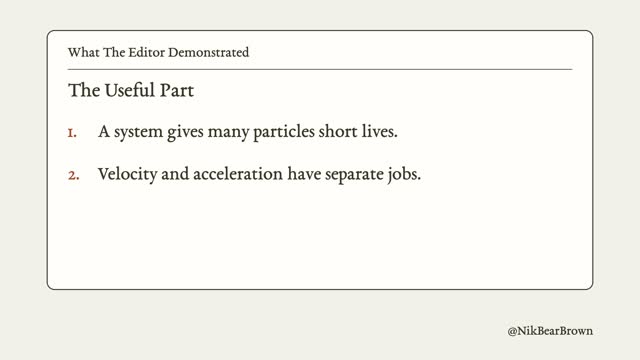 What The Editor Demonstrated
The Useful Part
1. A system gives many particles short lives.
2. Velocity and acceleration have separate jobs.
@NikBearBrown